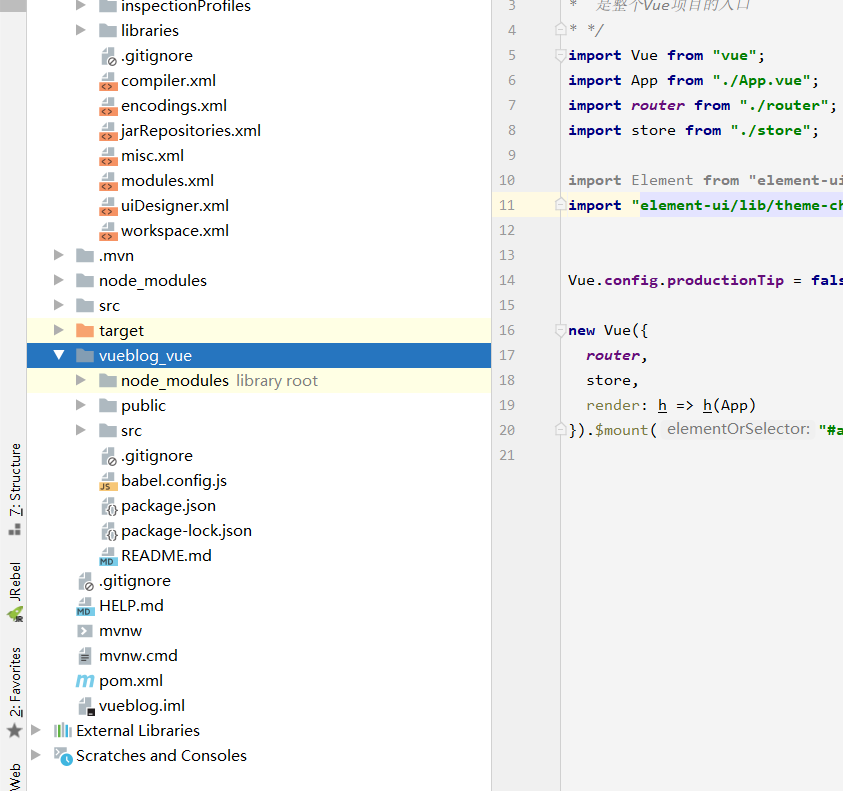 inspectionProfiles
libraries
.gitignore
compiler.xml
encodings.xml
jarRepositories.xml
misc.xml
modules.xml
uiDesigner.xml
workspace.xml
.mvn
node_modules
src
target
vueblog_vue
node_modules library root
public
src
.gitignore
babel.config.js
package.json
package-lock.json
README.md
.gitignore
HELP.md
mvnw
mvnw.cmd
pom.xml
vueblog.iml
External Libraries
Scratches and Consoles
7: Structure
JRebel
2: Favorites
Web
3 * 是整个Vue项目的入口
4 * */
5 import Vue from "vue";
6 import App from "./App.vue";
7 import router from "./router";
8 import store from "./store";
9
10 import Element from "element-ui
11 import "element-ui/lib/theme-ch
12
13
14 Vue.config.productionTip = fals
15
16 new Vue({
17 router,
18 store,
19 render: h => h(App)
20 }).$mount( elementOrSelector: "#a
21